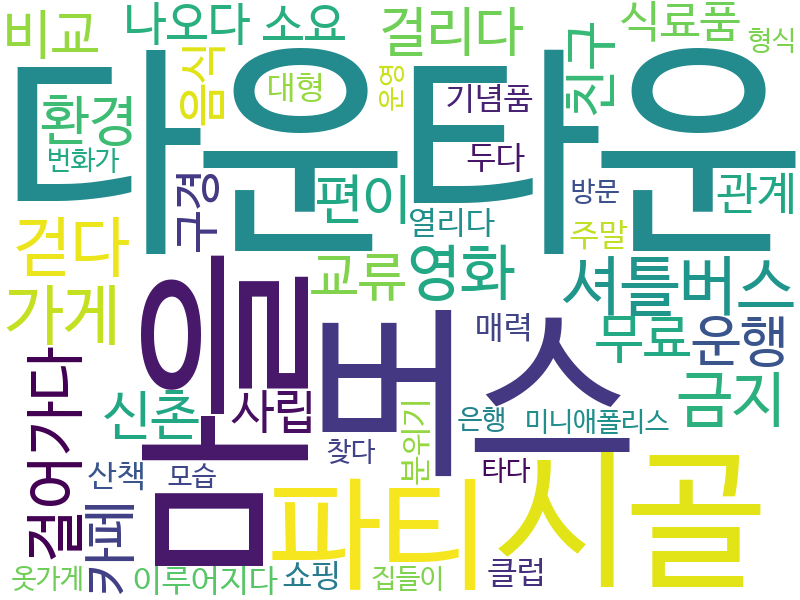 비교
나오다
소요
걸리다
식료품
형식
타운타운
음식
대형
운영
기념품
친구
환경
번화가
두다
구경
편이
열리다
방문
관계
주말
걷다
가게
교류
영화
셔틀버스
읍
버스
매력
무료
운행
걸어가다
신촌
사립
금지
찾다
분위기
은행
미니애폴리스
산책
모습
파티
타다
시골
카페
옷가게
이루어지다
쇼핑
집들이
클럽